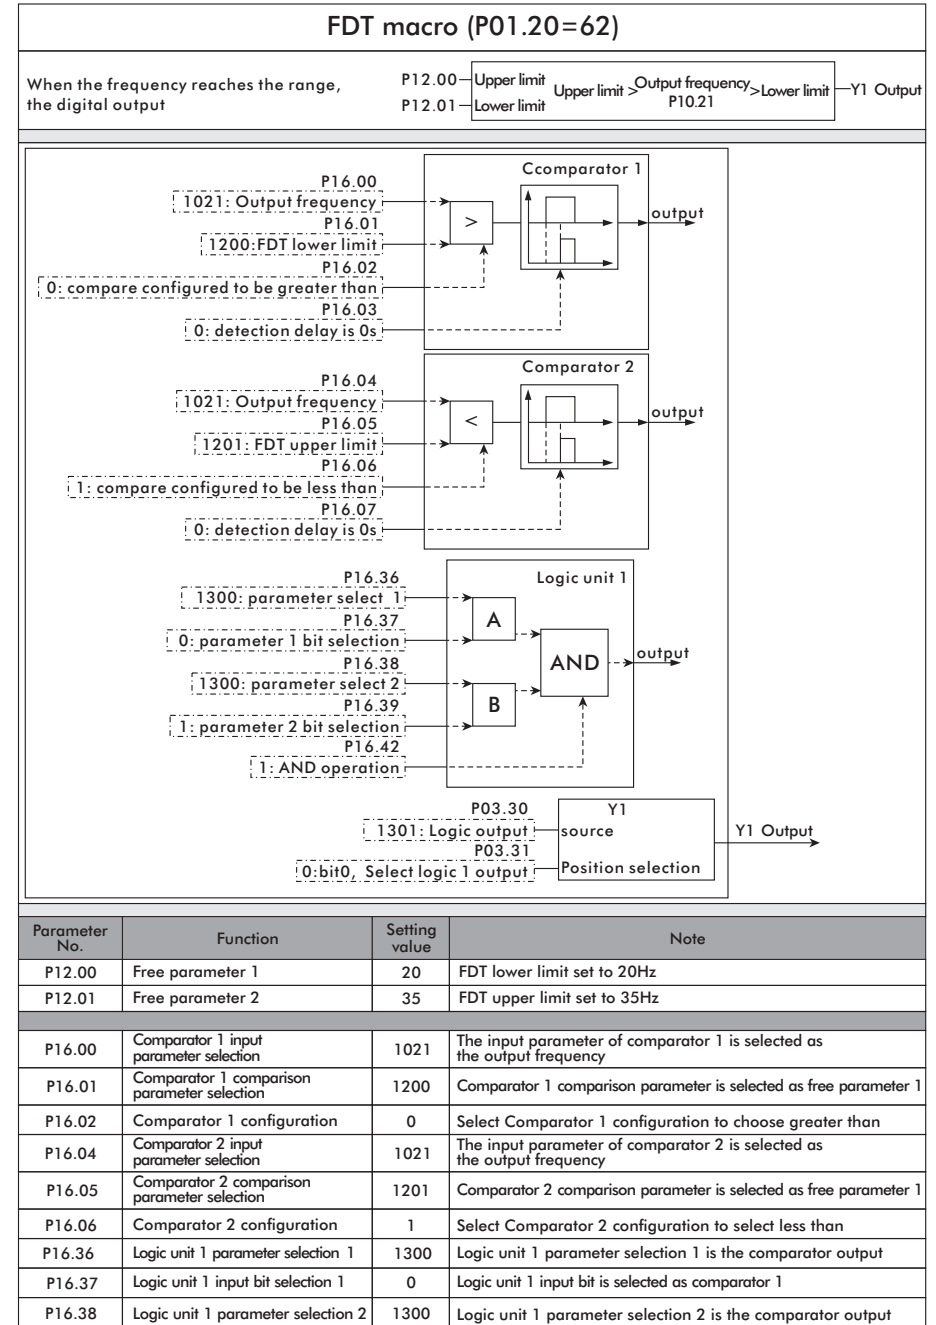 FDT macro (P01.20=62)
When the frequency reaches the range,
the digital output
P12.00
P12.01
Upper limit
Lower limit
Upper limit >Output frequency>Lower limit
P10.21
Y1 Output
Ccomparator 1
P16.00
1021: Output frequency
P16.01
1200:FDT lower limit
P16.02
0: compare configured to be greater than
P16.03
0: detection delay is 0s
>
output
Comparator 2
P16.04
1021: Output frequency
P16.05
1201: FDT upper limit
P16.06
1: compare configured to be less than
P16.07
0: detection delay is 0s
<
output
Logic unit 1
P16.36
1300: parameter select 1
P16.37
0: parameter 1 bit selection
P16.38
1300: parameter select 2
P16.39
1: parameter 2 bit selection
P16.42
1: AND operation
A
B
AND
output
P03.30
1301: Logic output
P03.31
0:bit0, Select logic 1 output
Y1
source
Position selection
Y1 Output
Parameter No. Function Setting value Note
P12.00 Free parameter 1 20 FDT lower limit set to 20Hz
P12.01 Free parameter 2 35 FDT upper limit set to 35Hz
P16.00 Comparator 1 input parameter selection 1021 The input parameter of comparator 1 is selected as the output frequency
P16.01 Comparator 1 comparison parameter selection 1200 Comparator 1 comparison parameter is selected as free parameter 1
P16.02 Comparator 1 configuration 0 Select Comparator 1 configuration to choose greater than
P16.04 Comparator 2 input parameter selection 1021 The input parameter of comparator 2 is selected as the output frequency
P16.05 Comparator 2 comparison parameter selection 1201 Comparator 2 comparison parameter is selected as free parameter 1
P16.06 Comparator 2 configuration 1 Select Comparator 2 configuration to select less than
P16.36 Logic unit 1 parameter selection 1 1300 Logic unit 1 parameter selection 1 is the comparator output
P16.37 Logic unit 1 input bit selection 1 0 Logic unit 1 input bit is selected as comparator 1
P16.38 Logic unit 1 parameter selection 2 1300 Logic unit 1 parameter selection 2 is the comparator output